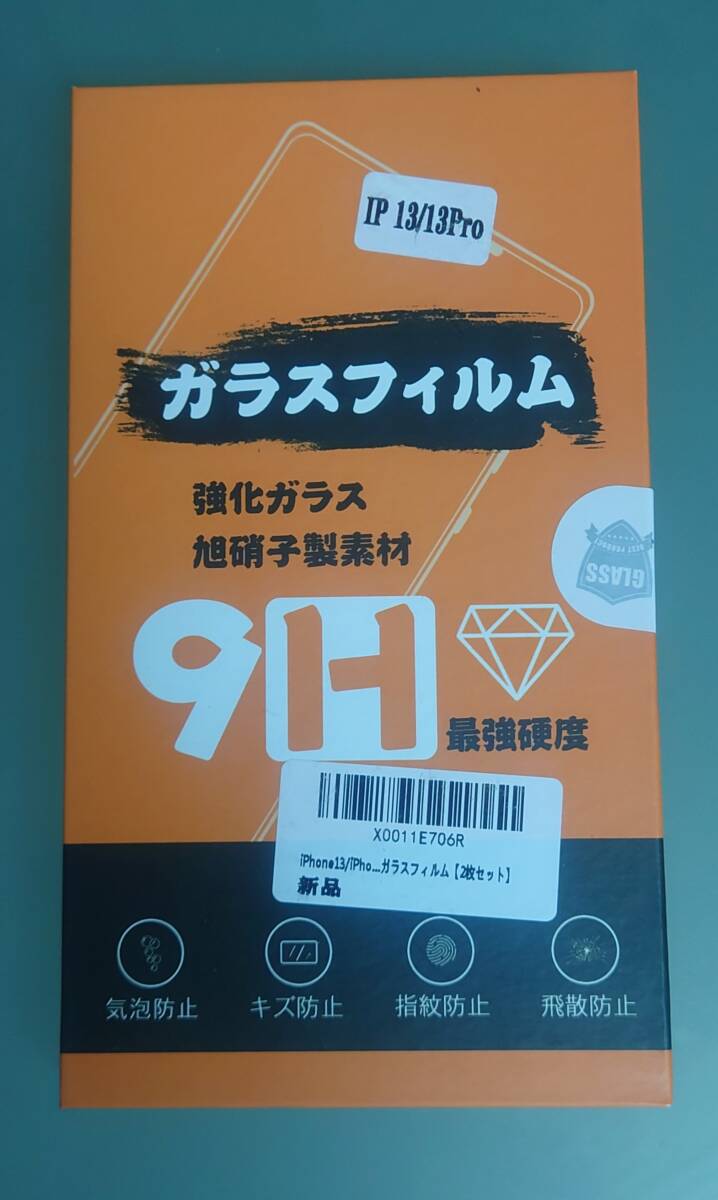 IP 13/13Pro
ガラスフィルム
強化ガラス
旭硝子製素材
BEST PRODUCT
GLASS
9H
最強硬度
X0011E706R
iPhone13/iPho...ガラスフィルム【2枚セット】
新品
気泡防止
キズ防止
指紋防止
飛散防止